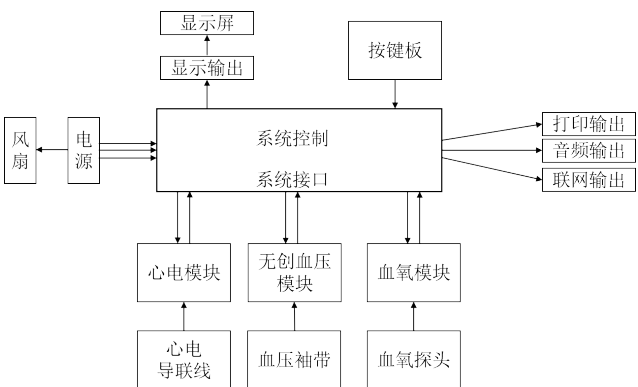 显示屏
显示输出
按键板
风
扇
电
源
系统控制
系统接口
打印输出
音频输出
联网输出
心电模块
无创血压
模块
血氧模块
心电
导联线
血压袖带
血氧探头